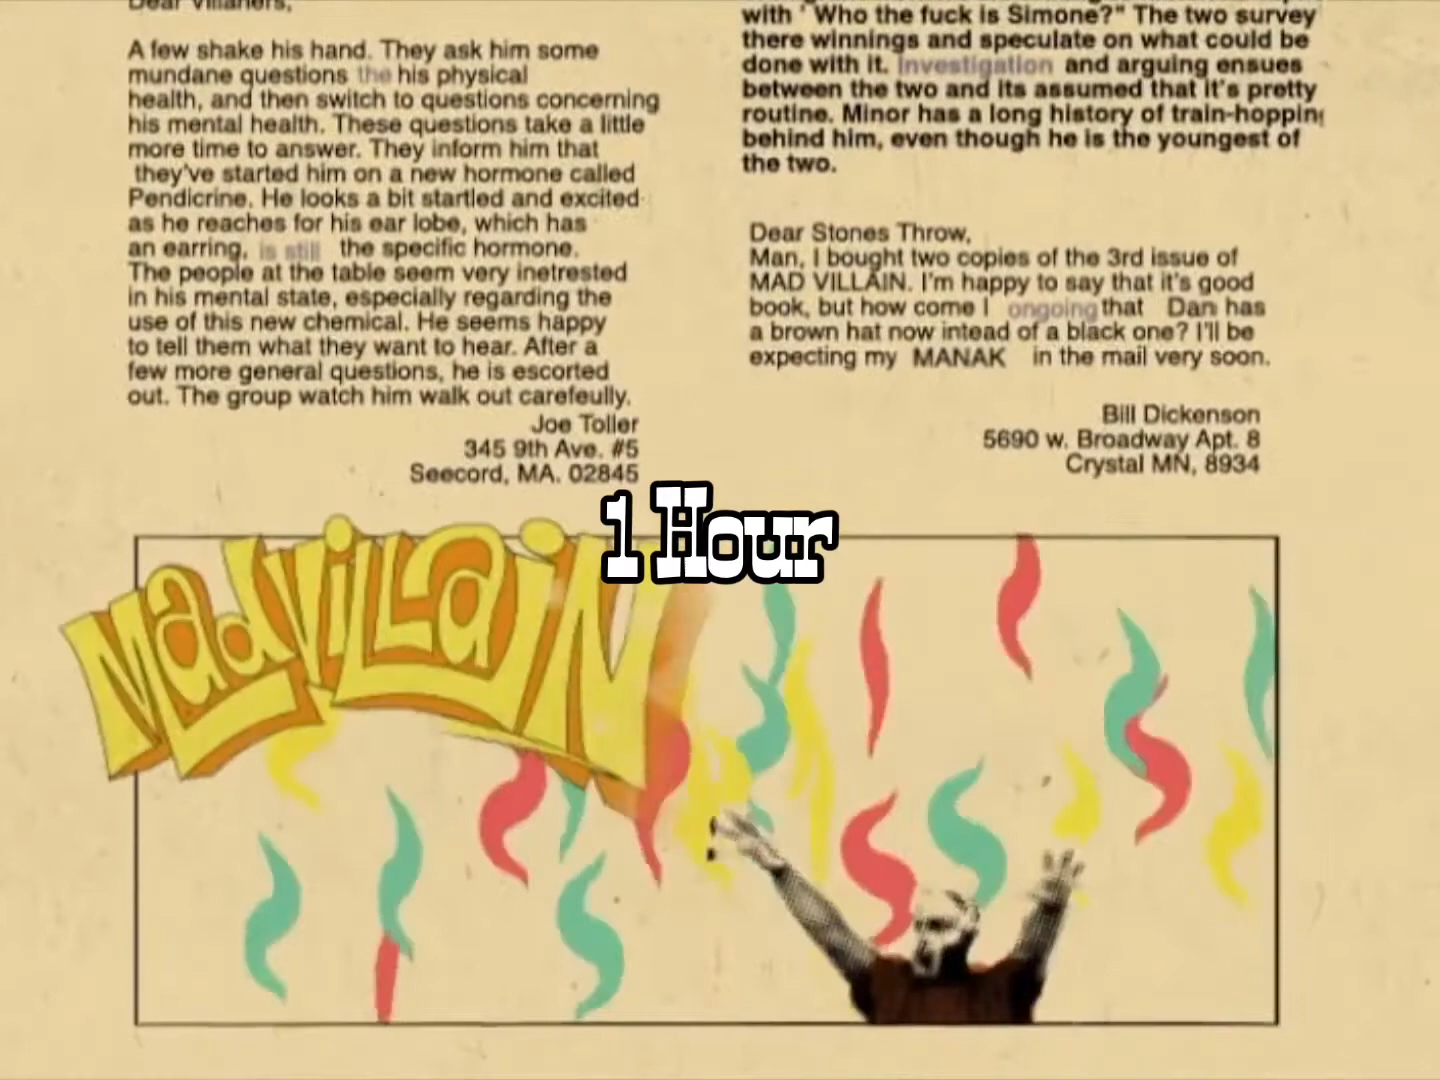 Dear Villaners,
A few shake his hand. They ask him some
mundane questions the his physical
health, and then switch to questions concerning
his mental health. These questions take a little
more time to answer. They inform him that
they've started him on a new hormone called
Pendicrine. He looks a bit startled and excited
as he reaches for his ear lobe, which has
an earring, is still the specific hormone.
The people at the table seem very inetrested
in his mental state, especially regarding the
use of this new chemical. He seems happy
to tell them what they want to hear. After a
few more general questions, he is escorted
out. The group watch him walk out carefeully.
Joe Toller
345 9th Ave. #5
Seecord, MA. 02845
with ' Who the fuck is Simone?" The two survey
there winnings and speculate on what could be
done with it. investigation and arguing ensues
between the two and its assumed that it's pretty
routine. Minor has a long history of train-hopping
behind him, even though he is the youngest of
the two.
Dear Stones Throw,
Man, I bought two copies of the 3rd issue of
MAD VILLAIN. I'm happy to say that it's good
book, but how come I ongoing that Dan has
a brown hat now intead of a black one? I'll be
expecting my MANAK in the mail very soon.
Bill Dickenson
5690 w. Broadway Apt. 8
Crystal MN, 8934
1 Hour
MadViLLaiN